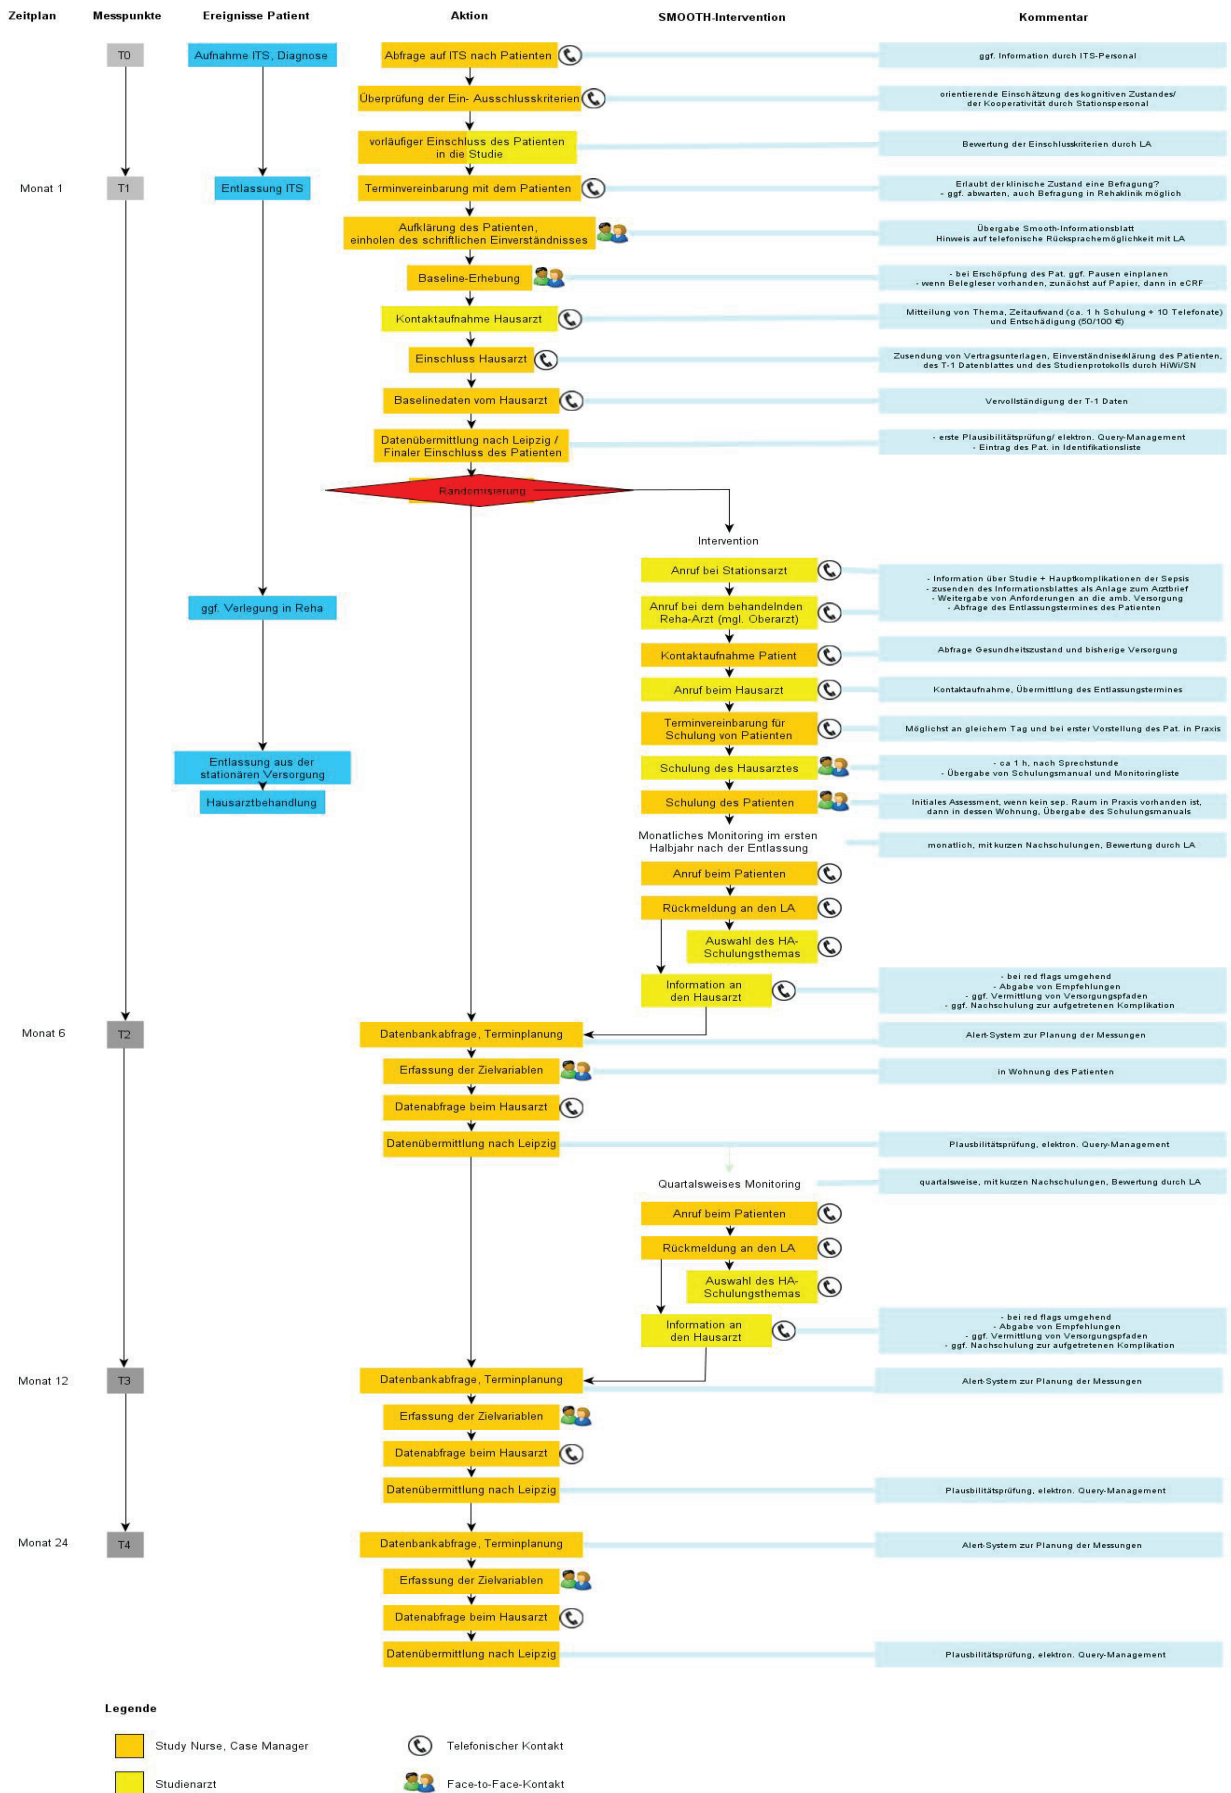 Zeitplan Messpunkte Ereignisse Patient Aktion SMOOTH-Intervention Kommentar
T0 Aufnahme ITS, Diagnose Abfrage auf ITS nach Patienten ggf. Information durch ITS-Personal
Überprüfung der Ein- Ausschlusskriterien
orientierende Einschätzung des kognitiven Zustandes/
der Kooperativität durch Stationspersonal
vorläufiger Einschluss des Patienten
in die Studie
Bewertung der Einschlusskriterien durch LA
Monat 1 T1 Entlassung ITS Terminvereinbarung mit dem Patienten
Erlaubt der klinische Zustand eine Befragung?
- ggf. abwarten, auch Befragung in Rehaklinik möglich
Aufklärung des Patienten,
einholen des schriftlichen Einverständnisses
Übergabe Smooth-Informationsblatt
Hinweis auf telefonische Rücksprachemöglichkeit mit LA
Baseline-Erhebung
- bei Erschöpfung des Pat. ggf. Pausen einplanen
- wenn Belegleser vorhanden, zunächst auf Papier, dann in eCRF
Kontaktaufnahme Hausarzt
Mitteilung von Thema, Zeitaufwand (ca. 1 h Schulung + 10 Telefonate)
und Entschädigung (50/100 €)
Einschluss Hausarzt
Zusendung von Vertragsunterlagen, Einverständniserklärung des Patienten,
des T-1 Datenblattes und des Studienprotokolls durch HiWi/SN
Baselinedaten vom Hausarzt Vervollständigung der T-1 Daten
Datenübermittlung nach Leipzig /
Finaler Einschluss des Patienten
- erste Plausibilitätsprüfung/ elektron. Query-Management
- Eintrag des Pat. in Identifikationsliste
Randomisierung
Intervention
Anruf bei Stationsarzt
- Information über Studie + Hauptkomplikationen der Sepsis
- zusenden des Informationsblattes als Anlage zum Arztbrief
- Weitergabe von Anforderungen an die amb. Versorgung
- Abfrage des Entlassungstermines des Patienten
ggf. Verlegung in Reha
Anruf bei dem behandelnden
Reha-Arzt (mgl. Oberarzt)
Kontaktaufnahme Patient Abfrage Gesundheitszustand und bisherige Versorgung
Anruf beim Hausarzt Kontaktaufnahme, Übermittlung des Entlassungstermines
Terminvereinbarung für
Schulung von Patienten
Möglichst an gleichem Tag und bei erster Vorstellung des Pat. in Praxis
Entlassung aus der
stationären Versorgung
Schulung des Hausarztes
- ca 1 h, nach Sprechstunde
- Übergabe von Schulungsmanual und Monitoringliste
Hausarztbehandlung
Schulung des Patienten
Initiales Assessment, wenn kein sep. Raum in Praxis vorhanden ist,
dann in dessen Wohnung, Übergabe des Schulungsmanuals
Monatliches Monitoring im ersten
Halbjahr nach der Entlassung
monatlich, mit kurzen Nachschulungen, Bewertung durch LA
Anruf beim Patienten
Rückmeldung an den LA
Auswahl des HA-
Schulungsthemas
Information an
den Hausarzt
- bei red flags umgehend
- Abgabe von Empfehlungen
- ggf. Vermittlung von Versorgungspfaden
- ggf. Nachschulung zur aufgetretenen Komplikation
Monat 6 T2 Datenbankabfrage, Terminplanung Alert-System zur Planung der Messungen
Erfassung der Zielvariablen in Wohnung des Patienten
Datenabfrage beim Hausarzt
Datenübermittlung nach Leipzig Plausbilitätsprüfung, elektron. Query-Management
Quartalsweises Monitoring quartalsweise, mit kurzen Nachschulungen, Bewertung durch LA
Anruf beim Patienten
Rückmeldung an den LA
Auswahl des HA-
Schulungsthemas
Information an
den Hausarzt
- bei red flags umgehend
- Abgabe von Empfehlungen
- ggf. Vermittlung von Versorgungspfaden
- ggf. Nachschulung zur aufgetretenen Komplikation
Monat 12 T3 Datenbankabfrage, Terminplanung Alert-System zur Planung der Messungen
Erfassung der Zielvariablen
Datenabfrage beim Hausarzt
Datenübermittlung nach Leipzig Plausbilitätsprüfung, elektron. Query-Management
Monat 24 T4 Datenbankabfrage, Terminplanung Alert-System zur Planung der Messungen
Erfassung der Zielvariablen
Datenabfrage beim Hausarzt
Datenübermittlung nach Leipzig Plausbilitätsprüfung, elektron. Query-Management
Legende
Study Nurse, Case Manager Telefonischer Kontakt
Studienarzt Face-to-Face-Kontakt